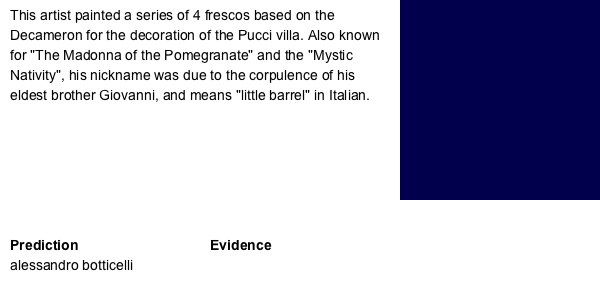 This artist painted a series of 4 frescos based on the
Decameron for the decoration of the Pucci villa. Also known
for "The Madonna of the Pomegranate" and the "Mystic
Nativity", his nickname was due to the corpulence of his
eldest brother Giovanni, and means "little barrel" in Italian.
Prediction Evidence
alessandro botticelli